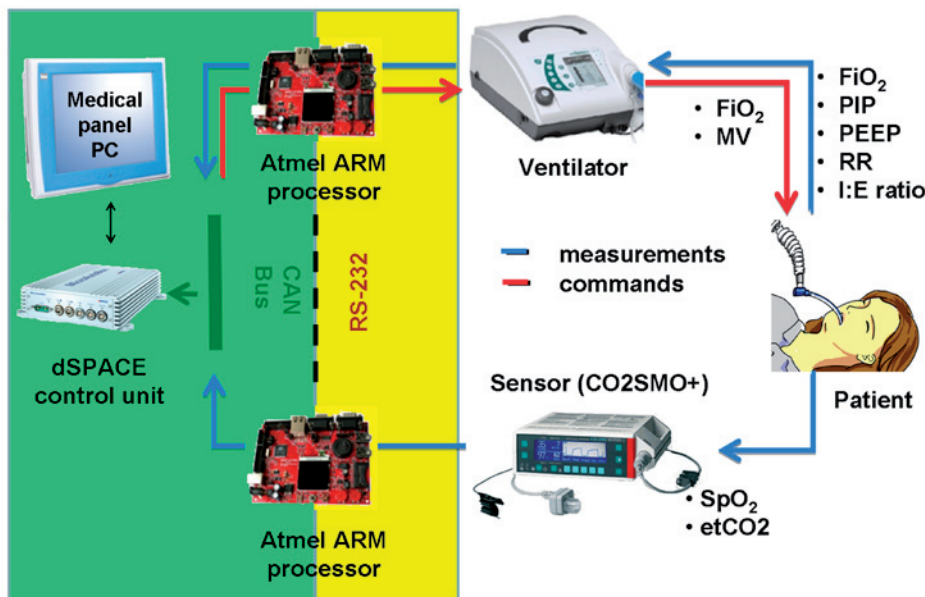 Medical
panel
PC
dSPACE
control unit
Atmel ARM
processor
CAN
Bus
RS-232
Atmel ARM
processor
Ventilator
• FiO₂
• MV
• FiO₂
• PIP
• PEEP
• RR
• I:E ratio
measurements
commands
Patient
Sensor (CO2SMO+)
• SpO₂
• etCO2